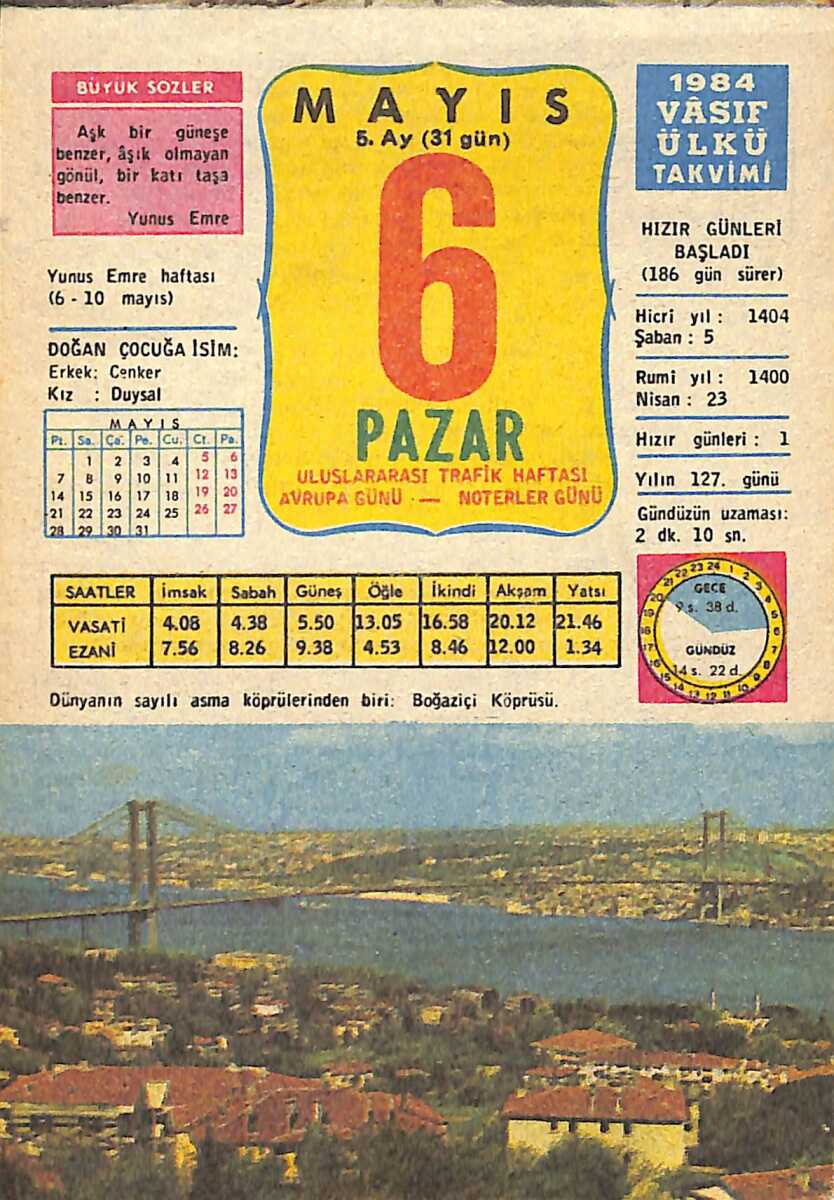 BÜYÜK SÖZLER
Aşk bir güneşe
benzer, âşık olmayan
gönül, bir katı taşa
benzer.
Yunus Emre
Yunus Emre haftası
(6 - 10 mayıs)
DOĞAN ÇOCUĞA İSİM:
Erkek: Cenker
Kız : Duysal
MAYIS
Pt. Sa. Ça. Pe. Cu. Ct. Pa.
1 2 3 4 5 6
7 8 9 10 11 12 13
14 15 16 17 18 19 20
21 22 23 24 25 26 27
28 29 30 31
MAYIS
5. Ay (31 gün)
6
PAZAR
ULUSLARARASI TRAFİK HAFTASI
AVRUPA GÜNÜ — NOTERLER GÜNÜ
1984
VÂSIF
ÜLKÜ
TAKVİMİ
HIZIR GÜNLERİ
BAŞLADI
(186 gün sürer)
Hicrî yıl : 1404
Şaban : 5
Rumî yıl : 1400
Nisan : 23
Hızır günleri : 1
Yılın 127. günü
Gündüzün uzaması:
2 dk. 10 sn.
GECE
9 s. 38 d.
GÜNDÜZ
14 s. 22 d.
SAATLER İmsak Sabah Güneş Öğle İkindi Akşam Yatsı
VASATİ 4.08 4.38 5.50 13.05 16.58 20.12 21.46
EZANİ 7.56 8.26 9.38 4.53 8.46 12.00 1.34
Dünyanın sayılı asma köprülerinden biri: Boğaziçi Köprüsü.